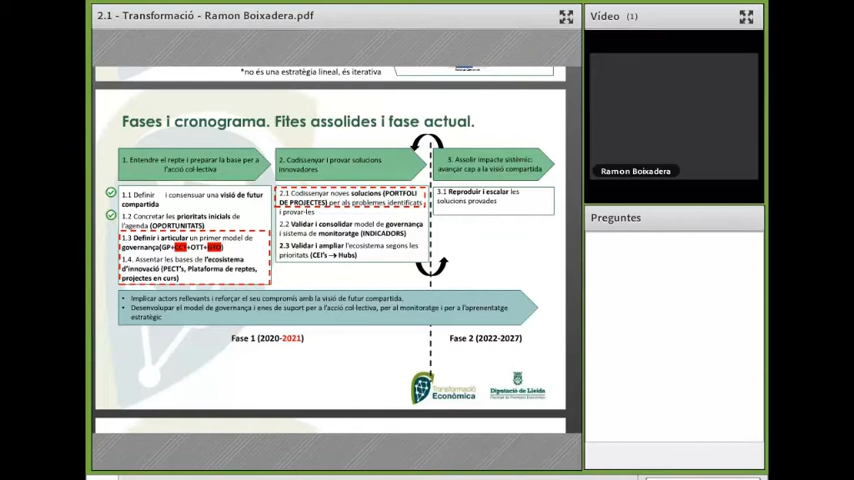 2.1 - Transformació - Ramon Boixadera.pdf
*no és una estratègia lineal, és iterativa
Fases i cronograma. Fites assolides i fase actual.
1. Entendre el repte i preparar la base per a
l'acció col·lectiva
1.1 Definir i consensuar una visió de futur
compartida
1.2 Concretar les prioritats inicials de
l'agenda (OPORTUNITATS)
1.3 Definir i articular un primer model de
governança(GP+ +OTT+ )
1.4. Assentar les bases de l'ecosistema
d'innovació (PECT's, Plataforma de reptes,
projectes en curs)
2. Codissenyar i provar solucions
innovadores
2.1 Codissenyar noves solucions (PORTFOLI
DE PROJECTES) per als problemes identificats
i provar-les
2.2 Validar i consolidar model de governança
i sistema de monitoratge (INDICADORS)
2.3 Validar i ampliar l'ecosistema segons les
prioritats (CEI's → Hubs)
3. Assolir impacte sistèmic:
avançar cap a la visió compartida
3.1 Reproduir i escalar les
solucions provades
• Implicar actors rellevants i reforçar el seu compromís amb la visió de futur compartida.
• Desenvolupar el model de governança i eines de suport per a l'acció col·lectiva, per al monitoratge i per a l'aprenentatge
estratègic
Fase 1 (2020-2021)
Fase 2 (2022-2027)
Transformació
Econòmica
Diputació de Lleida
Vídeo (1)
Ramon Boixadera
Preguntes